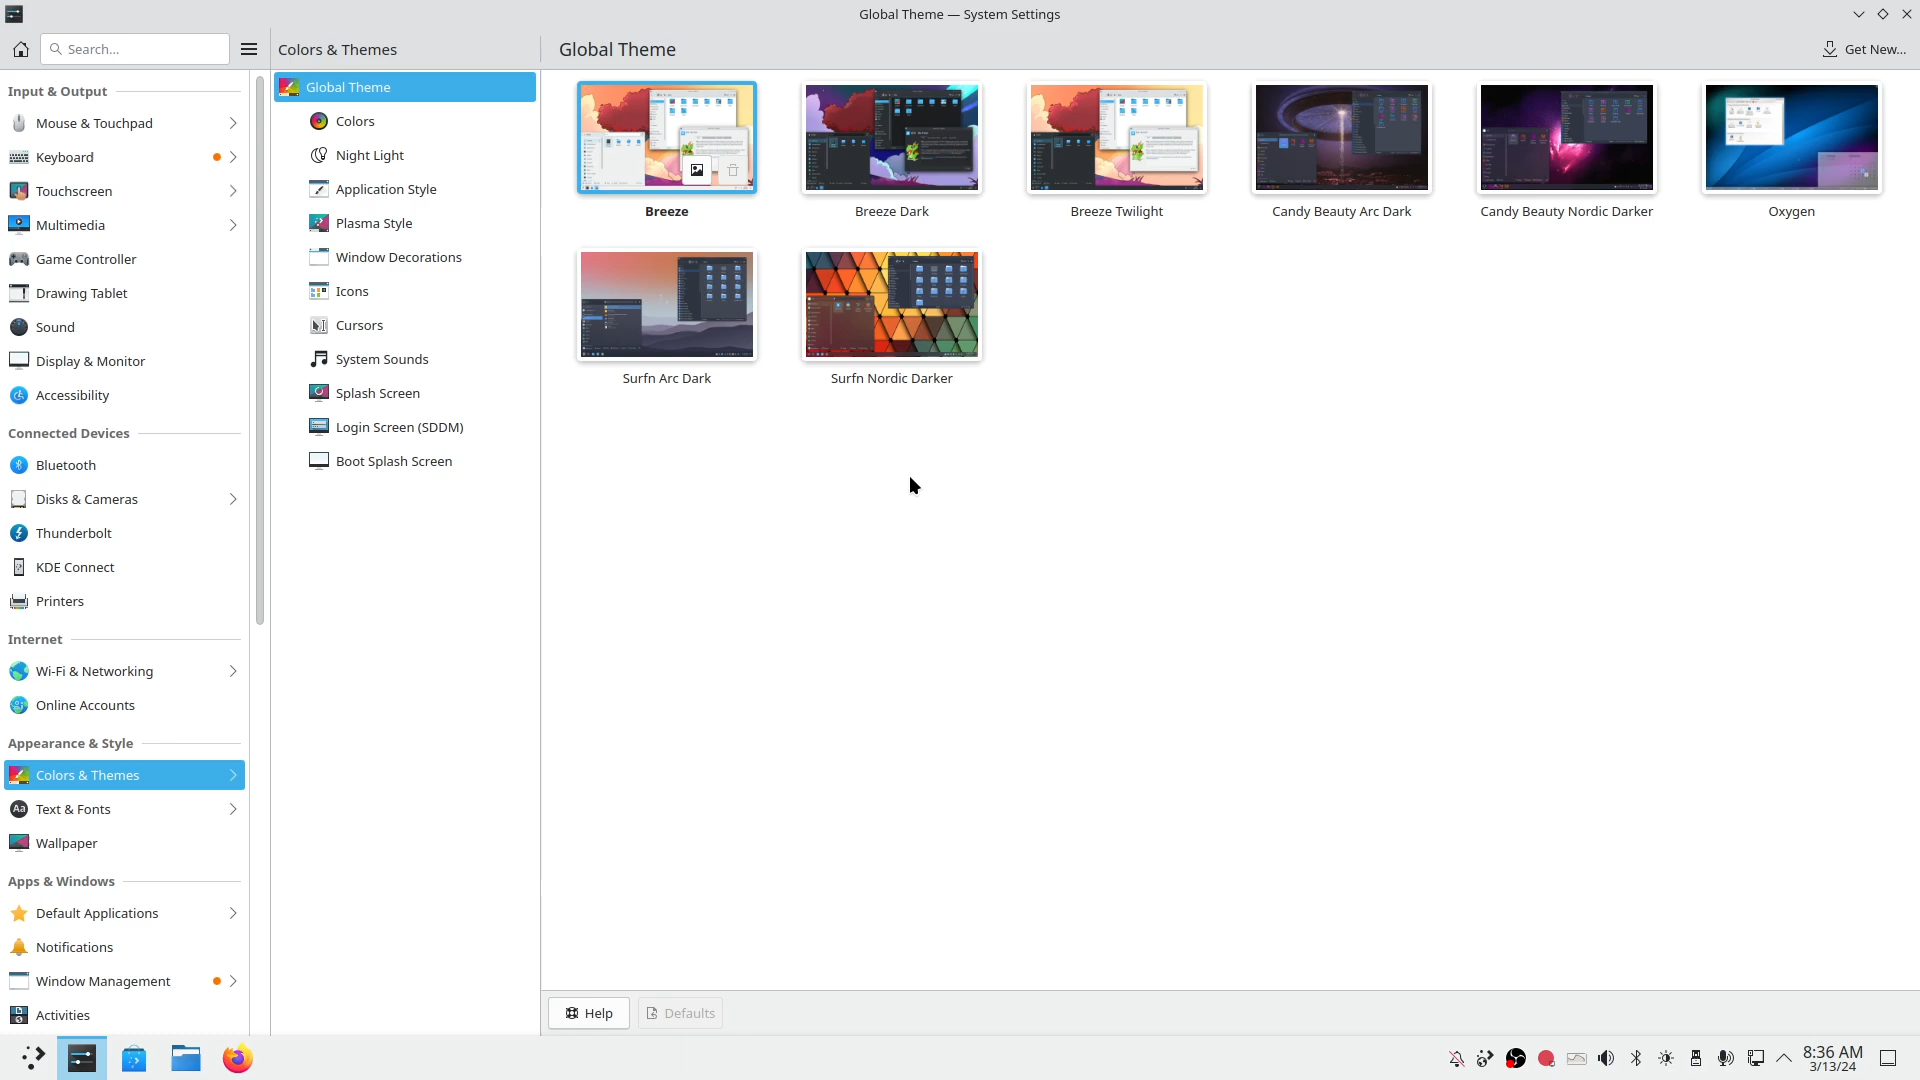 Global Theme — System Settings
Search...
Colors & Themes
Global Theme
Get New...
Input & Output
Mouse & Touchpad
Keyboard
Touchscreen
Multimedia
Game Controller
Drawing Tablet
Sound
Display & Monitor
Accessibility
Connected Devices
Bluetooth
Disks & Cameras
Thunderbolt
KDE Connect
Printers
Internet
Wi-Fi & Networking
Online Accounts
Appearance & Style
Colors & Themes
Text & Fonts
Wallpaper
Apps & Windows
Default Applications
Notifications
Window Management
Activities
Global Theme
Colors
Night Light
Application Style
Plasma Style
Window Decorations
Icons
Cursors
System Sounds
Splash Screen
Login Screen (SDDM)
Boot Splash Screen
Breeze
Breeze Dark
Breeze Twilight
Candy Beauty Arc Dark
Candy Beauty Nordic Darker
Oxygen
Surfn Arc Dark
Surfn Nordic Darker
Help
Defaults
8:36 AM
3/13/24